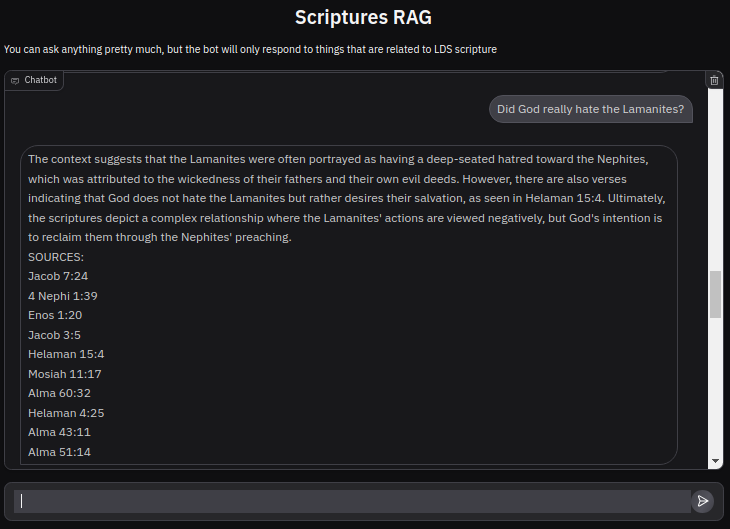 Scriptures RAG
You can ask anything pretty much, but the bot will only respond to things that are related to LDS scripture
Chatbot
Did God really hate the Lamanites?
The context suggests that the Lamanites were often portrayed as having a deep-seated hatred toward the Nephites,
which was attributed to the wickedness of their fathers and their own evil deeds. However, there are also verses
indicating that God does not hate the Lamanites but rather desires their salvation, as seen in Helaman 15:4. Ultimately,
the scriptures depict a complex relationship where the Lamanites' actions are viewed negatively, but God's intention is
to reclaim them through the Nephites' preaching.
SOURCES:
Jacob 7:24
4 Nephi 1:39
Enos 1:20
Jacob 3:5
Helaman 15:4
Mosiah 11:17
Alma 60:32
Helaman 4:25
Alma 43:11
Alma 51:14